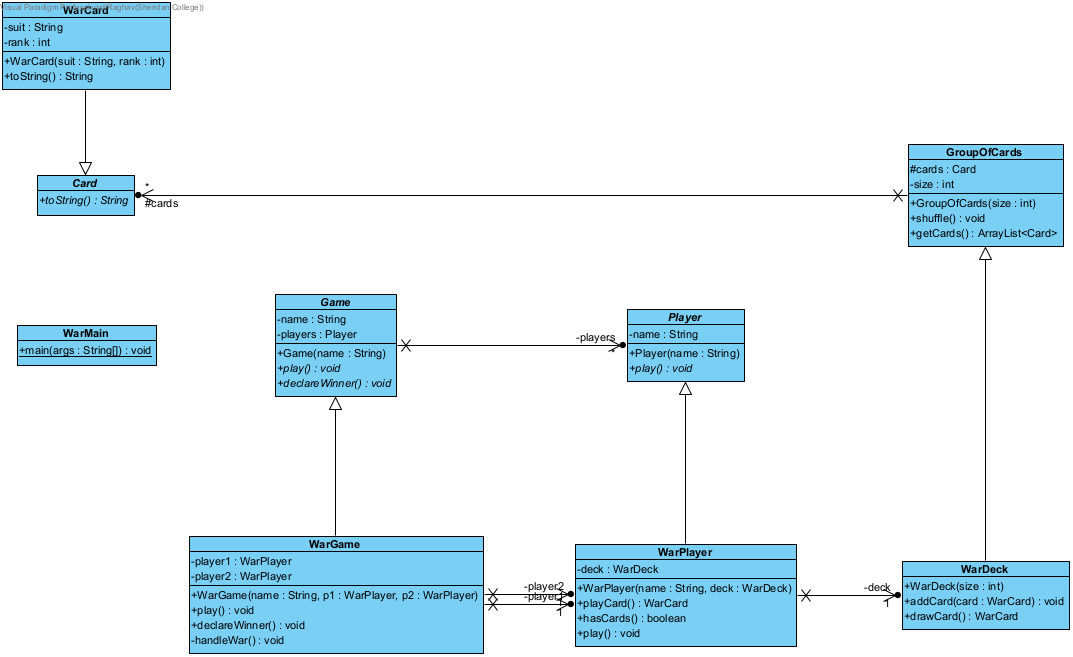 Visual Paradigm Raghav(Sheridan College))
WarCard
-suit : String
-rank : int
+WarCard(suit : String, rank : int)
+toString() : String
Card
+toString() : String
*
#cards
GroupOfCards
#cards : Card
-size : int
+GroupOfCards(size : int)
+shuffle() : void
+getCards() : ArrayList<Card>
WarMain
+main(args : String[]) : void
Game
-name : String
-players : Player
+Game(name : String)
+play() : void
+declareWinner() : void
-players
*
Player
-name : String
+Player(name : String)
+play() : void
WarGame
-player1 : WarPlayer
-player2 : WarPlayer
+WarGame(name : String, p1 : WarPlayer, p2 : WarPlayer)
+play() : void
+declareWinner() : void
-handleWar() : void
-player2
1
WarPlayer
-deck : WarDeck
+WarPlayer(name : String, deck : WarDeck)
+playCard() : WarCard
+hasCards() : boolean
+play() : void
-deck
1
WarDeck
+WarDeck(size : int)
+addCard(card : WarCard) : void
+drawCard() : WarCard